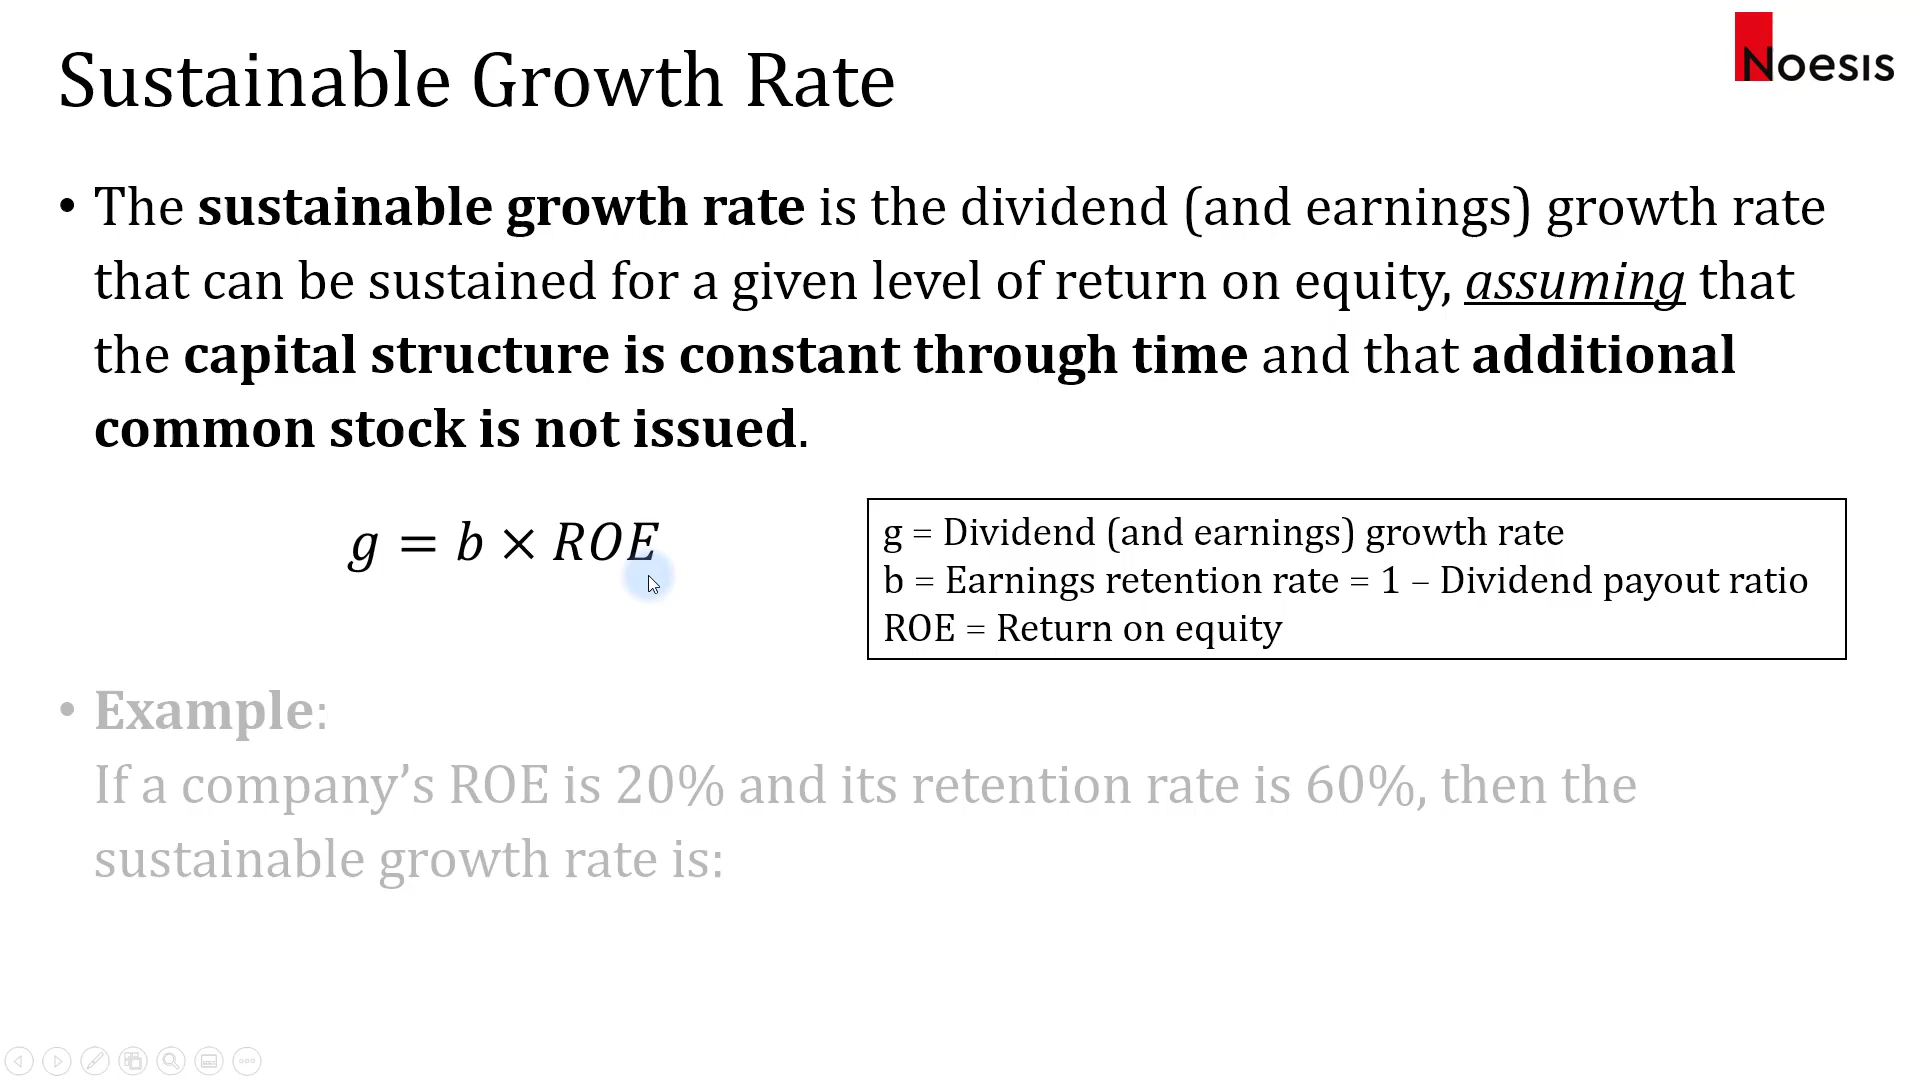 Sustainable Growth Rate
NOESIS
• The sustainable growth rate is the dividend (and earnings) growth rate
that can be sustained for a given level of return on equity, assuming that
the capital structure is constant through time and that additional
common stock is not issued.
g = b × ROE
g = Dividend (and earnings) growth rate
b = Earnings retention rate = 1 – Dividend payout ratio
ROE = Return on equity
• Example:
If a company’s ROE is 20% and its retention rate is 60%, then the
sustainable growth rate is: